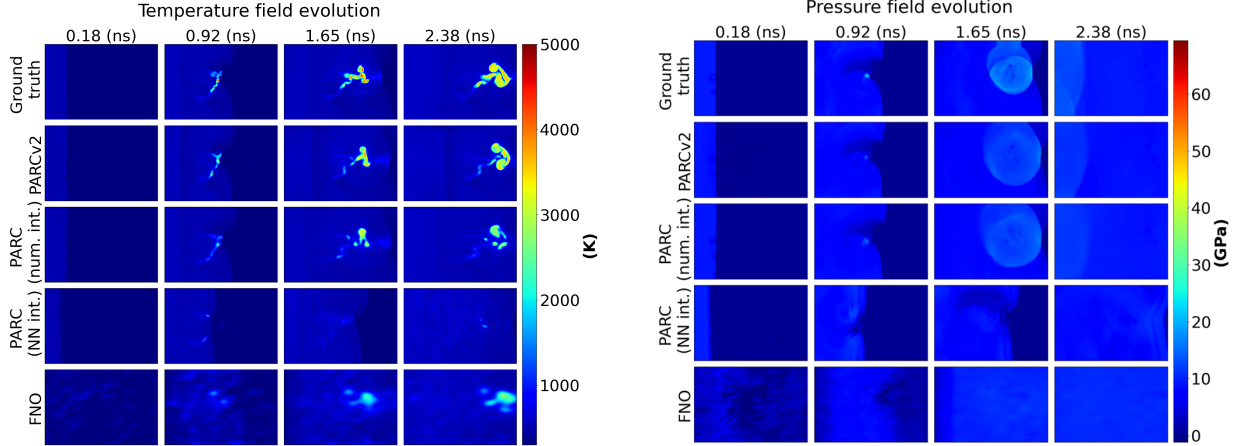 Temperature field evolution
0.18 (ns) 0.92 (ns) 1.65 (ns) 2.38 (ns)
Ground
truth
PARCv2
PARC
(num. int.)
PARC
(NN int.)
FNO
5000
4000
3000
2000
1000
(K)
Pressure field evolution
0.18 (ns) 0.92 (ns) 1.65 (ns) 2.38 (ns)
Ground
truth
PARCv2
PARC
(num. int.)
PARC
(NN int.)
FNO
60
50
40
30
20
10
0
(GPa)